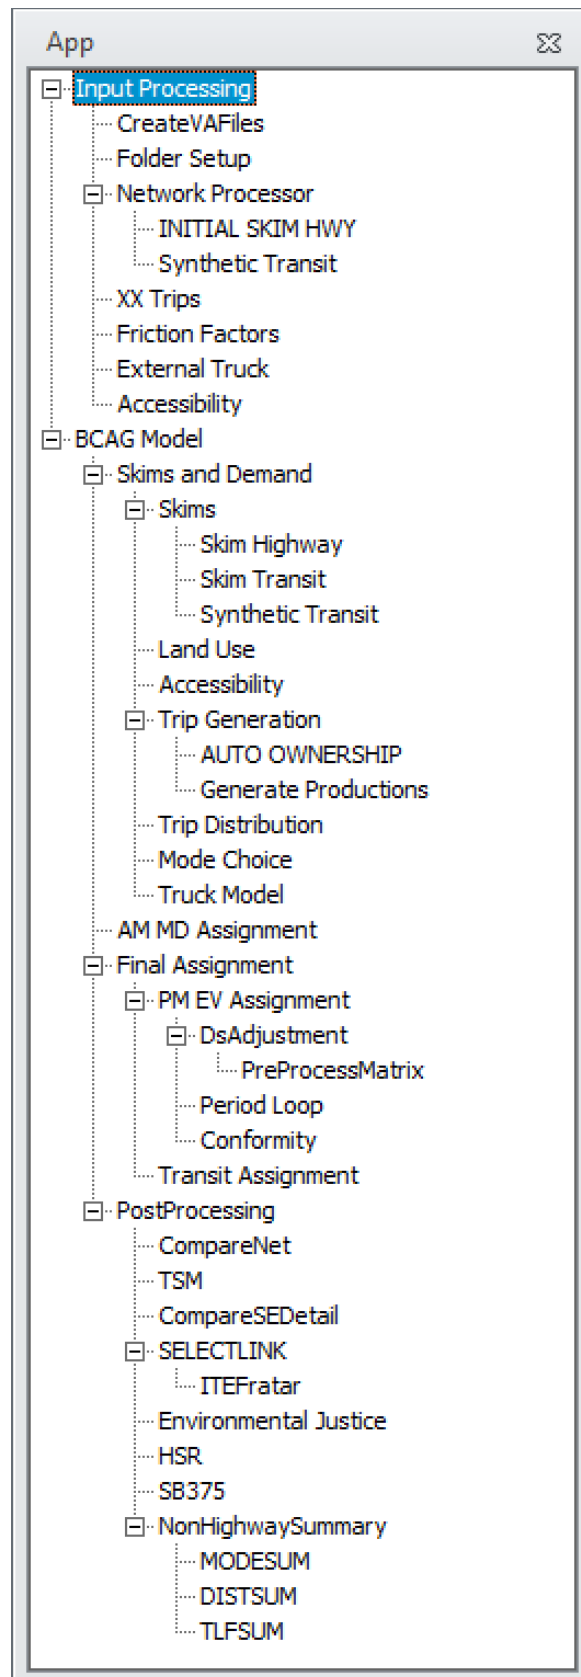 App
Input Processing
CreateVAFiles
Folder Setup
Network Processor
INITIAL SKIM HWY
Synthetic Transit
XX Trips
Friction Factors
External Truck
Accessibility
BCAG Model
Skims and Demand
Skims
Skim Highway
Skim Transit
Synthetic Transit
Land Use
Accessibility
Trip Generation
AUTO OWNERSHIP
Generate Productions
Trip Distribution
Mode Choice
Truck Model
AM MD Assignment
Final Assignment
PM EV Assignment
DsAdjustment
PreProcessMatrix
Period Loop
Conformity
Transit Assignment
PostProcessing
CompareNet
TSM
CompareSEDetail
SELECTLINK
ITEFratar
Environmental Justice
HSR
SB375
NonHighwaySummary
MODESUM
DISTSUM
TLFSUM